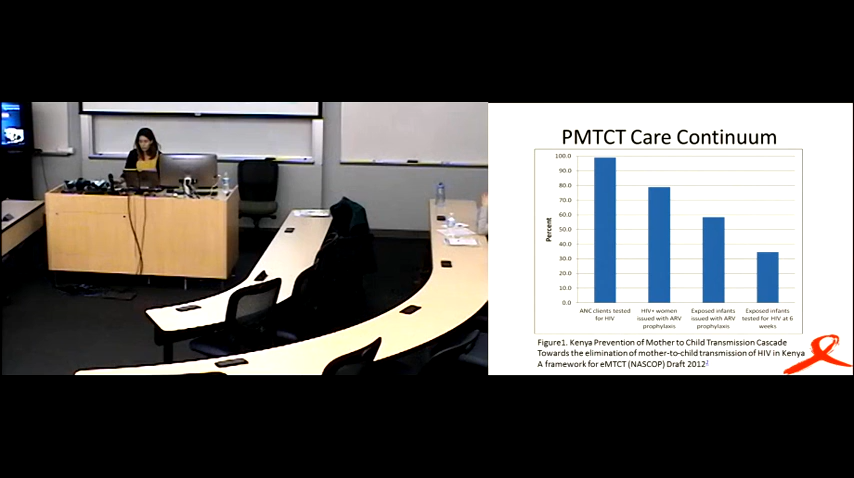 PMTCT Care Continuum
100.0
90.0
80.0
70.0
60.0
50.0
40.0
30.0
20.0
10.0
0.0
Percent
ANC clients tested
for HIV
HIV+ women
issued with ARV
prophylaxis
Exposed infants
issued with ARV
prophylaxis
Exposed infants
tested for HIV at 6
weeks
Figure1. Kenya Prevention of Mother to Child Transmission Cascade
Towards the elimination of mother-to-child transmission of HIV in Kenya
A framework for eMTCT (NASCOP) Draft 2012